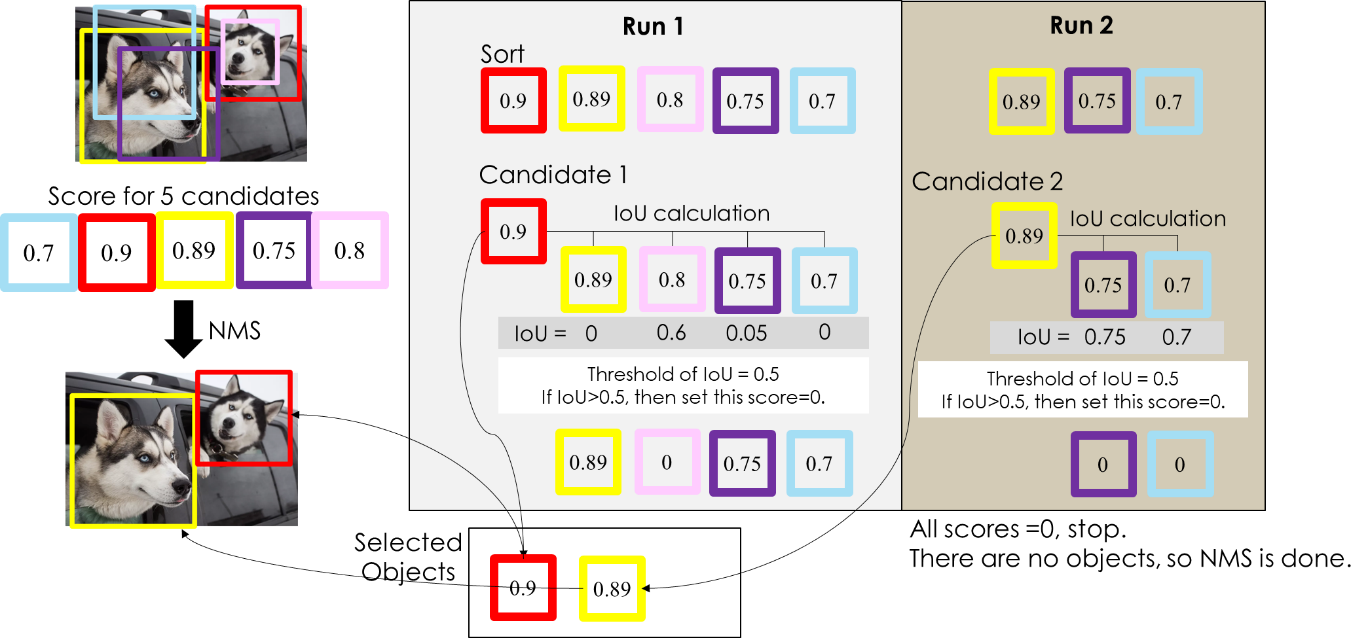 Score for 5 candidates
0.7 0.9 0.89 0.75 0.8
NMS
Run 1
Sort
0.9 0.89 0.8 0.75 0.7
Candidate 1
0.9
IoU calculation
0.89 0.8 0.75 0.7
IoU = 0 0.6 0.05 0
Threshold of IoU = 0.5
If IoU>0.5, then set this score=0.
0.89 0 0.75 0.7
Run 2
0.89 0.75 0.7
Candidate 2
0.89
IoU calculation
0.75 0.7
IoU = 0.75 0.7
Threshold of IoU = 0.5
If IoU>0.5, then set this score=0.
0 0
All scores =0, stop.
There are no objects, so NMS is done.
Selected
Objects
0.9 0.89